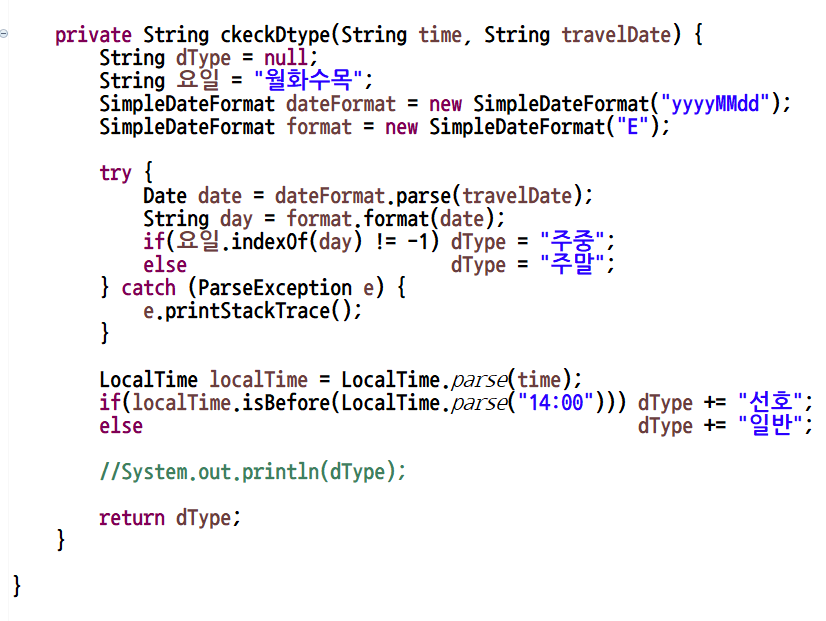 private String ckeckDtype(String time, String travelDate) {
String dType = null;
String 요일 = "월화수목";
SimpleDateFormat dateFormat = new SimpleDateFormat("yyyyMMdd");
SimpleDateFormat format = new SimpleDateFormat("E");
try {
Date date = dateFormat.parse(travelDate);
String day = format.format(date);
if(요일.indexOf(day) != -1) dType = "주중";
else dType = "주말";
} catch (ParseException e) {
e.printStackTrace();
}
LocalTime localTime = LocalTime.parse(time);
if(localTime.isBefore(LocalTime.parse("14:00"))) dType += "선호";
else dType += "일반";
//System.out.println(dType);
return dType;
}
}